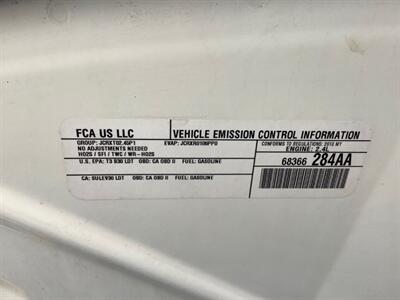 FCA US LLC
VEHICLE EMISSION CONTROL INFORMATION
GROUP: JCRXT02.45P1 EVAP: JCRXR0106PP0
NO ADJUSTMENTS NEEDED
HO2S / SFI / TWC / WR-HO2S
U.S. EPA: T3 B30 LDT OBD: CA OBD II FUEL: GASOLINE
CA: SULEV30 LDT OBD: CA OBD II FUEL: GASOLINE
CONFORMS TO REGULATIONS: 2018 MY
ENGINE: 2.4L
68366 284AA